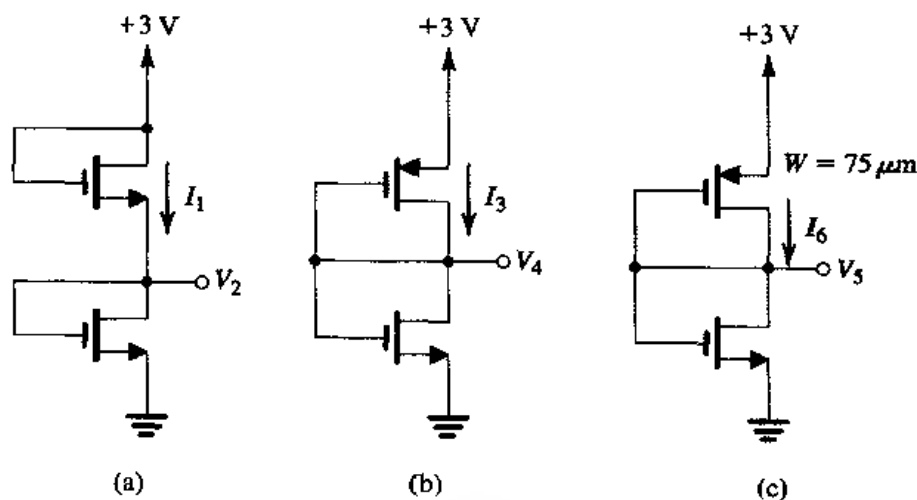 +3 V
+3 V
+3 V
W = 75 μm
I₁
I₃
I₆
V₂
V₄
V₅
(a)
(b)
(c)